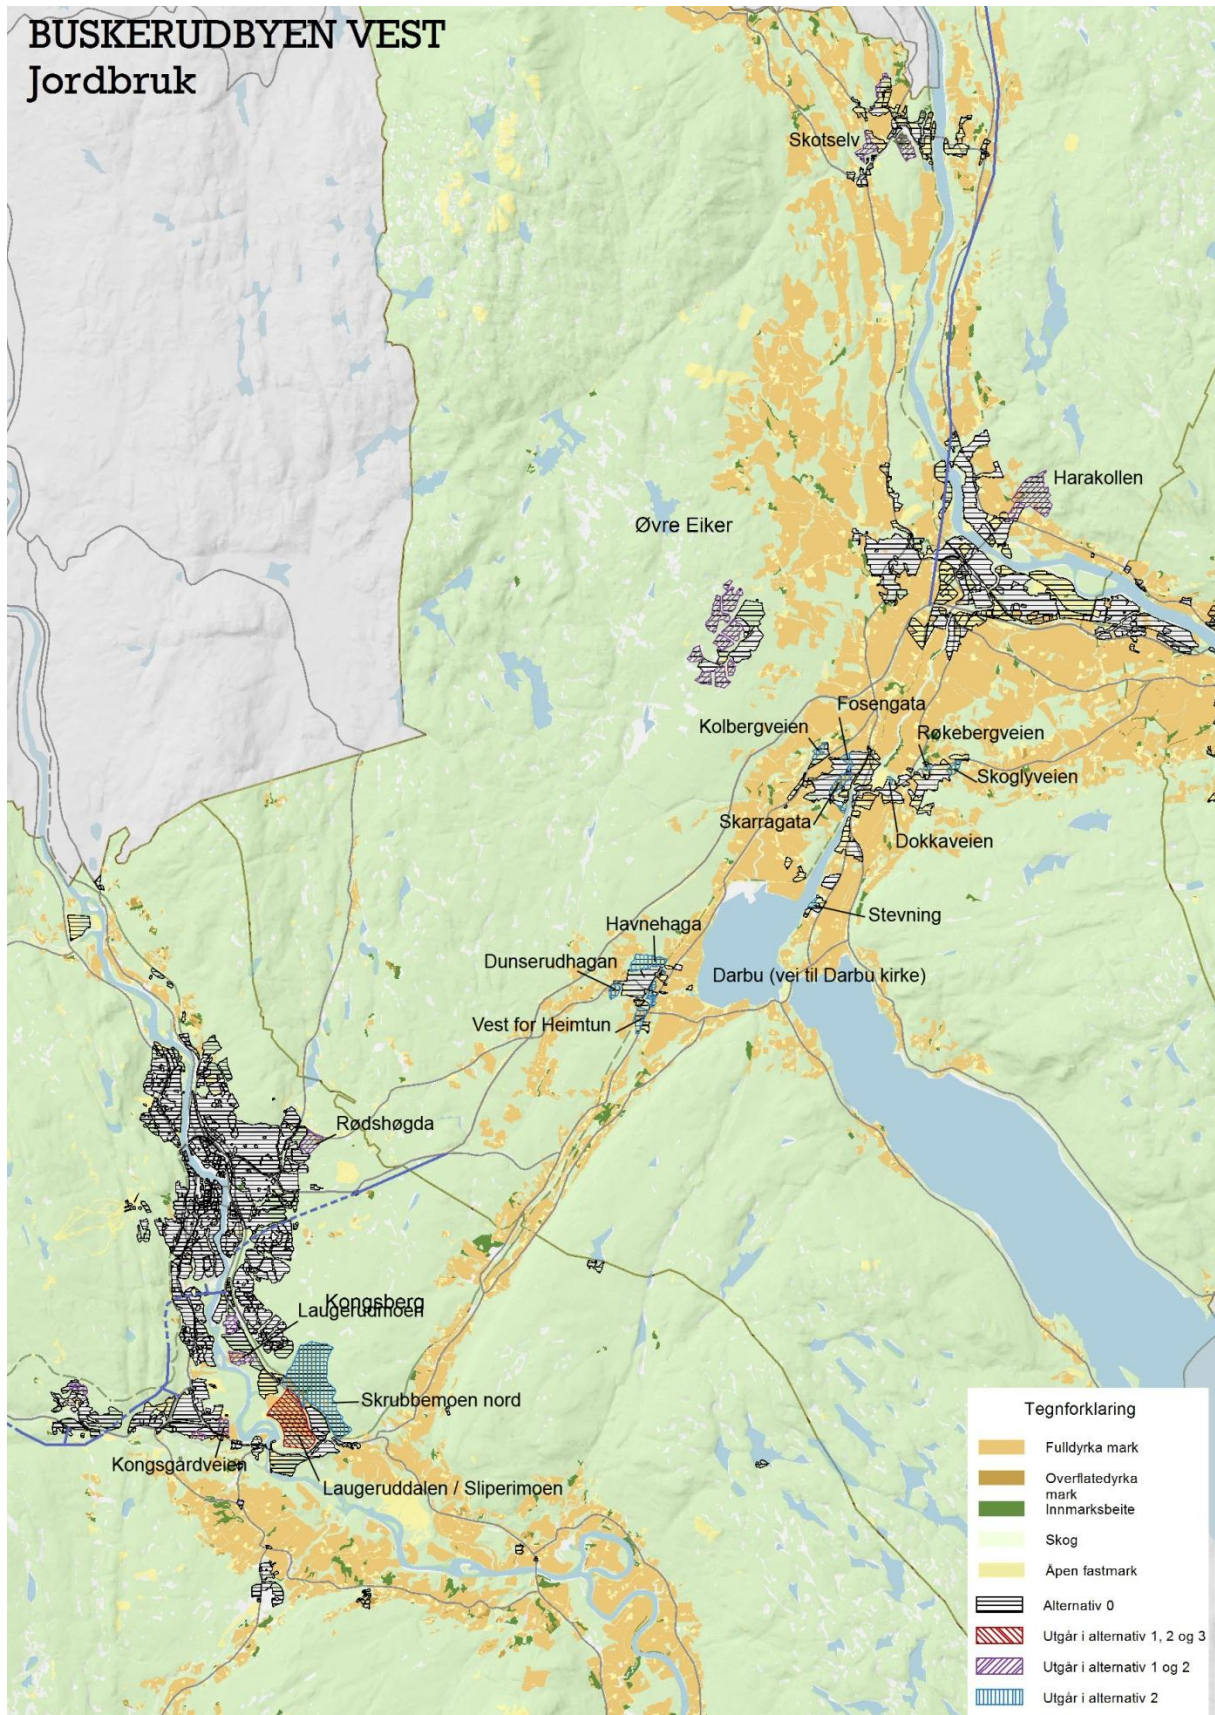 BUSKERUDBYEN VEST
Jordbruk
Skotselv
Harakollen
Øvre Eiker
Fosengata
Kolbergveien
Røkebergveien
Skoglyveien
Skarragata
Dokkaveien
Stevning
Havnehaga
Dunserudhagan
Darbu (vei til Darbu kirke)
Vest for Heimtun
Rødshøgda
Kongsberg
Laugerudmoen
Skrubbemoen nord
Kongsgårdveien
Laugeruddalen / Sliperimoen
Tegnforklaring
Fulldyrka mark
Overflatedyrka
mark
Innmarksbeite
Skog
Åpen fastmark
Alternativ 0
Utgår i alternativ 1, 2 og 3
Utgår i alternativ 1 og 2
Utgår i alternativ 2